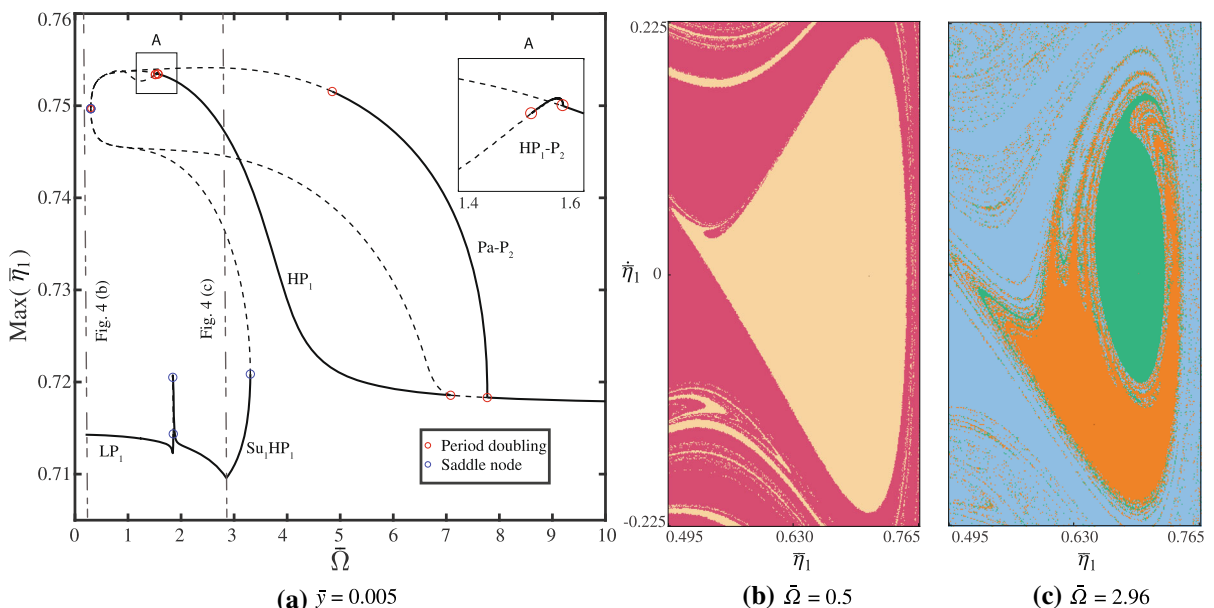 0.76
0.75
0.74
0.73
0.72
0.71
Max( η̅₁)
0 1 2 3 4 5 6 7 8 9 10
Ω̄
A
A
HP₁-P₂
1.4 1.6
Fig. 4 (b)
Fig. 4 (c)
HP₁
Pa-P₂
LP₁
Su₁HP₁
Period doubling
Saddle node
(a) ȳ = 0.005
0.225
η̅̇₁ 0
-0.225
0.495 0.630 0.765
η̅₁
(b) Ω̄ = 0.5
0.495 0.630 0.765
η̅₁
(c) Ω̄ = 2.96